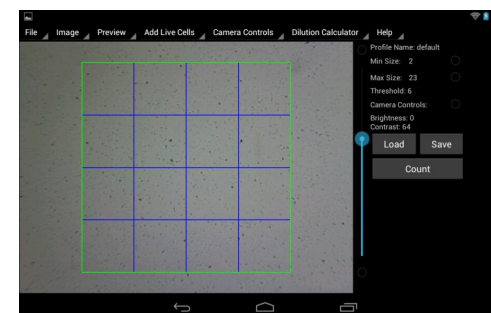 File Image Preview Add Live Cells Camera Controls Dilution Calculator Help
Profile Name: default
Min Size: 2
Max Size: 23
Threshold: 6
Camera Controls:
Brightness: 0
Contrast: 64
Load Save
Count